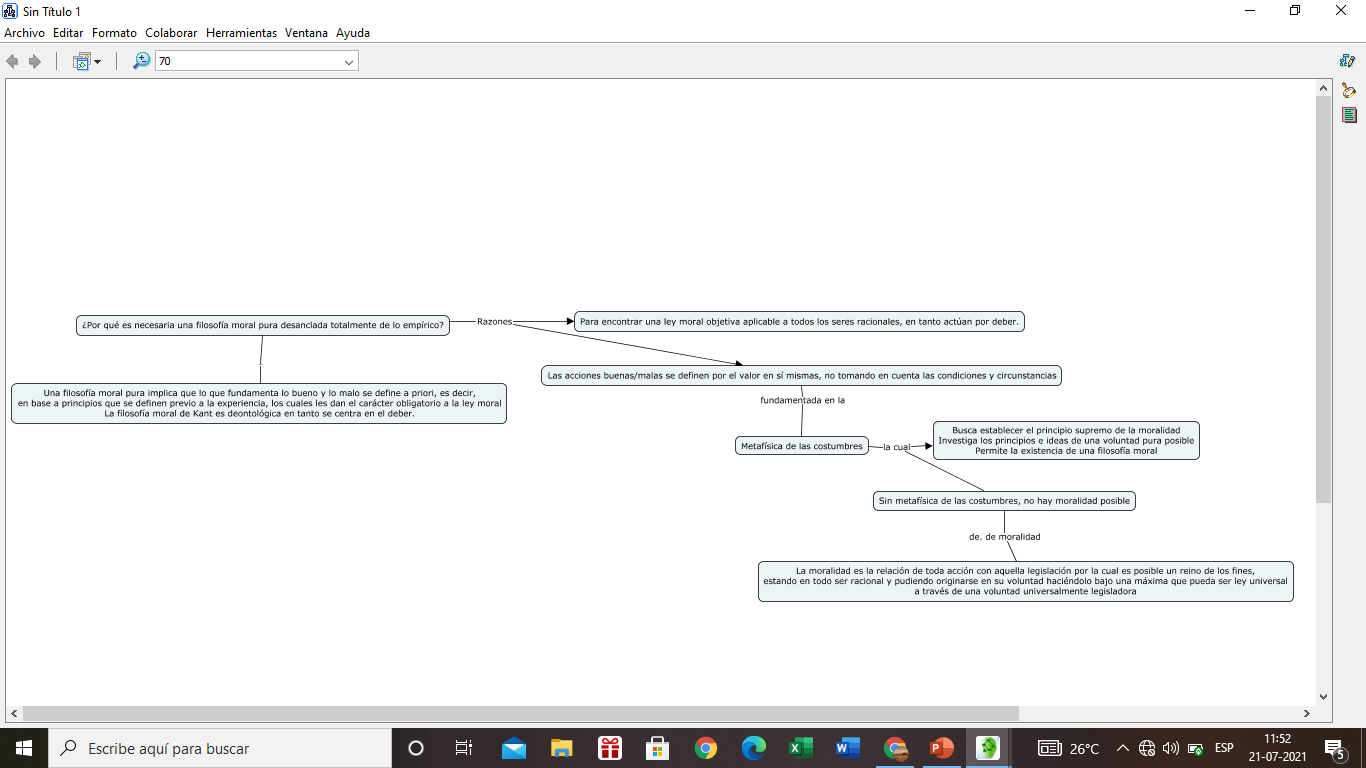 Sin Título 1
Archivo Editar Formato Colaborar Herramientas Ventana Ayuda
70
¿Por qué es necesaria una filosofía moral pura desanclada totalmente de lo empírico?
Razones
Para encontrar una ley moral objetiva aplicable a todos los seres racionales, en tanto actúan por deber.
Las acciones buenas/malas se definen por el valor en sí mismas, no tomando en cuenta las condiciones y circunstancias
Una filosofía moral pura implica que lo que fundamenta lo bueno y lo malo se define a priori, es decir,
en base a principios que se definen previo a la experiencia, los cuales les dan el carácter obligatorio a la ley moral
La filosofía moral de Kant es deontológica en tanto se centra en el deber.
fundamentada en la
Metafísica de las costumbres
la cual
Busca establecer el principio supremo de la moralidad
Investiga los principios e ideas de una voluntad pura posible
Permite la existencia de una filosofía moral
Sin metafísica de las costumbres, no hay moralidad posible
de. de moralidad
La moralidad es la relación de toda acción con aquella legislación por la cual es posible un reino de los fines,
estando en todo ser racional y pudiendo originarse en su voluntad haciéndolo bajo una máxima que pueda ser ley universal
a través de una voluntad universalmente legisladora
Escribe aquí para buscar
26°C
ESP
11:52
21-07-2021
5